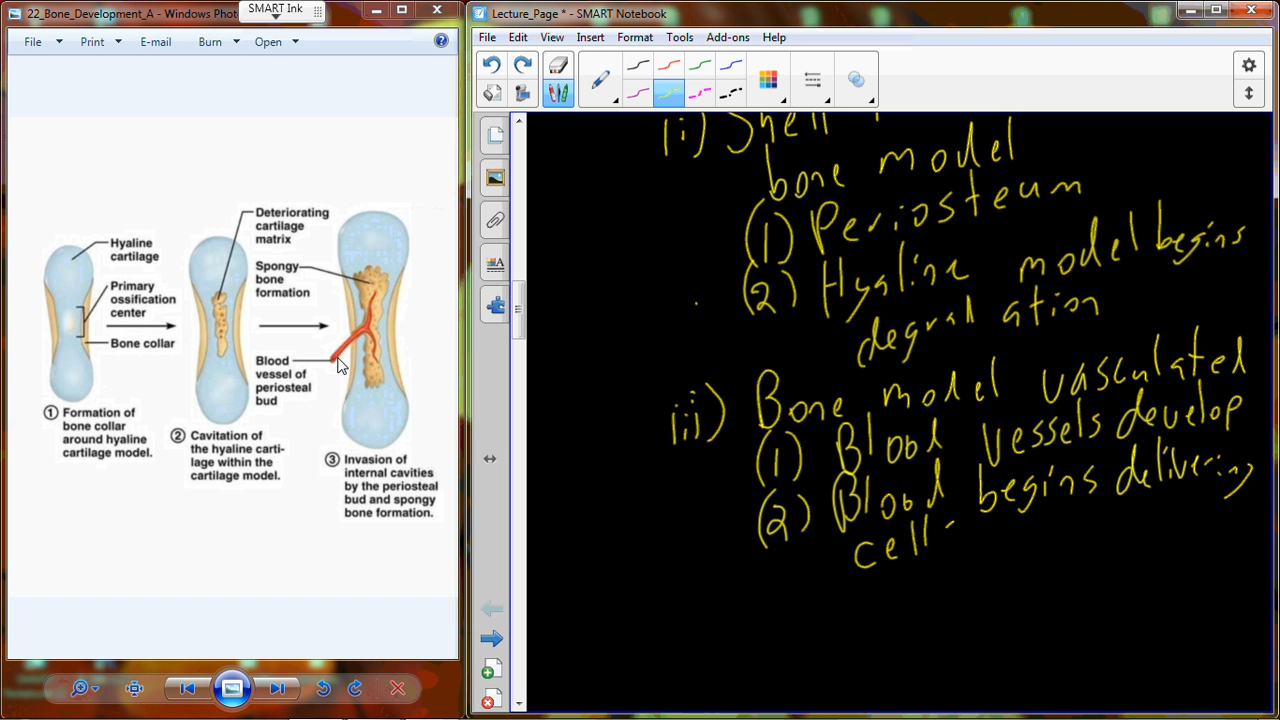 22_Bone_Development_A - Windows Phot
SMART Ink
File Print E-mail Burn Open
Deteriorating
cartilage
matrix
Hyaline
cartilage
Spongy
bone
formation
Primary
ossification
center
Bone collar
Blood
vessel of
periosteal
bud
① Formation of
bone collar
around hyaline
cartilage model.
② Cavitation of
the hyaline carti-
lage within the
cartilage model.
③ Invasion of
internal cavities
by the periosteal
bud and spongy
bone formation.
Lecture_Page * - SMART Notebook
File Edit View Insert Format Tools Add-ons Help
(i) Shell
bone model
(1) Periosteum
(2) Hyaline model begins
degradation
ii) Bone model vasculated
(1) Blood vessels develop
(2) Blood begins delivering
cell-